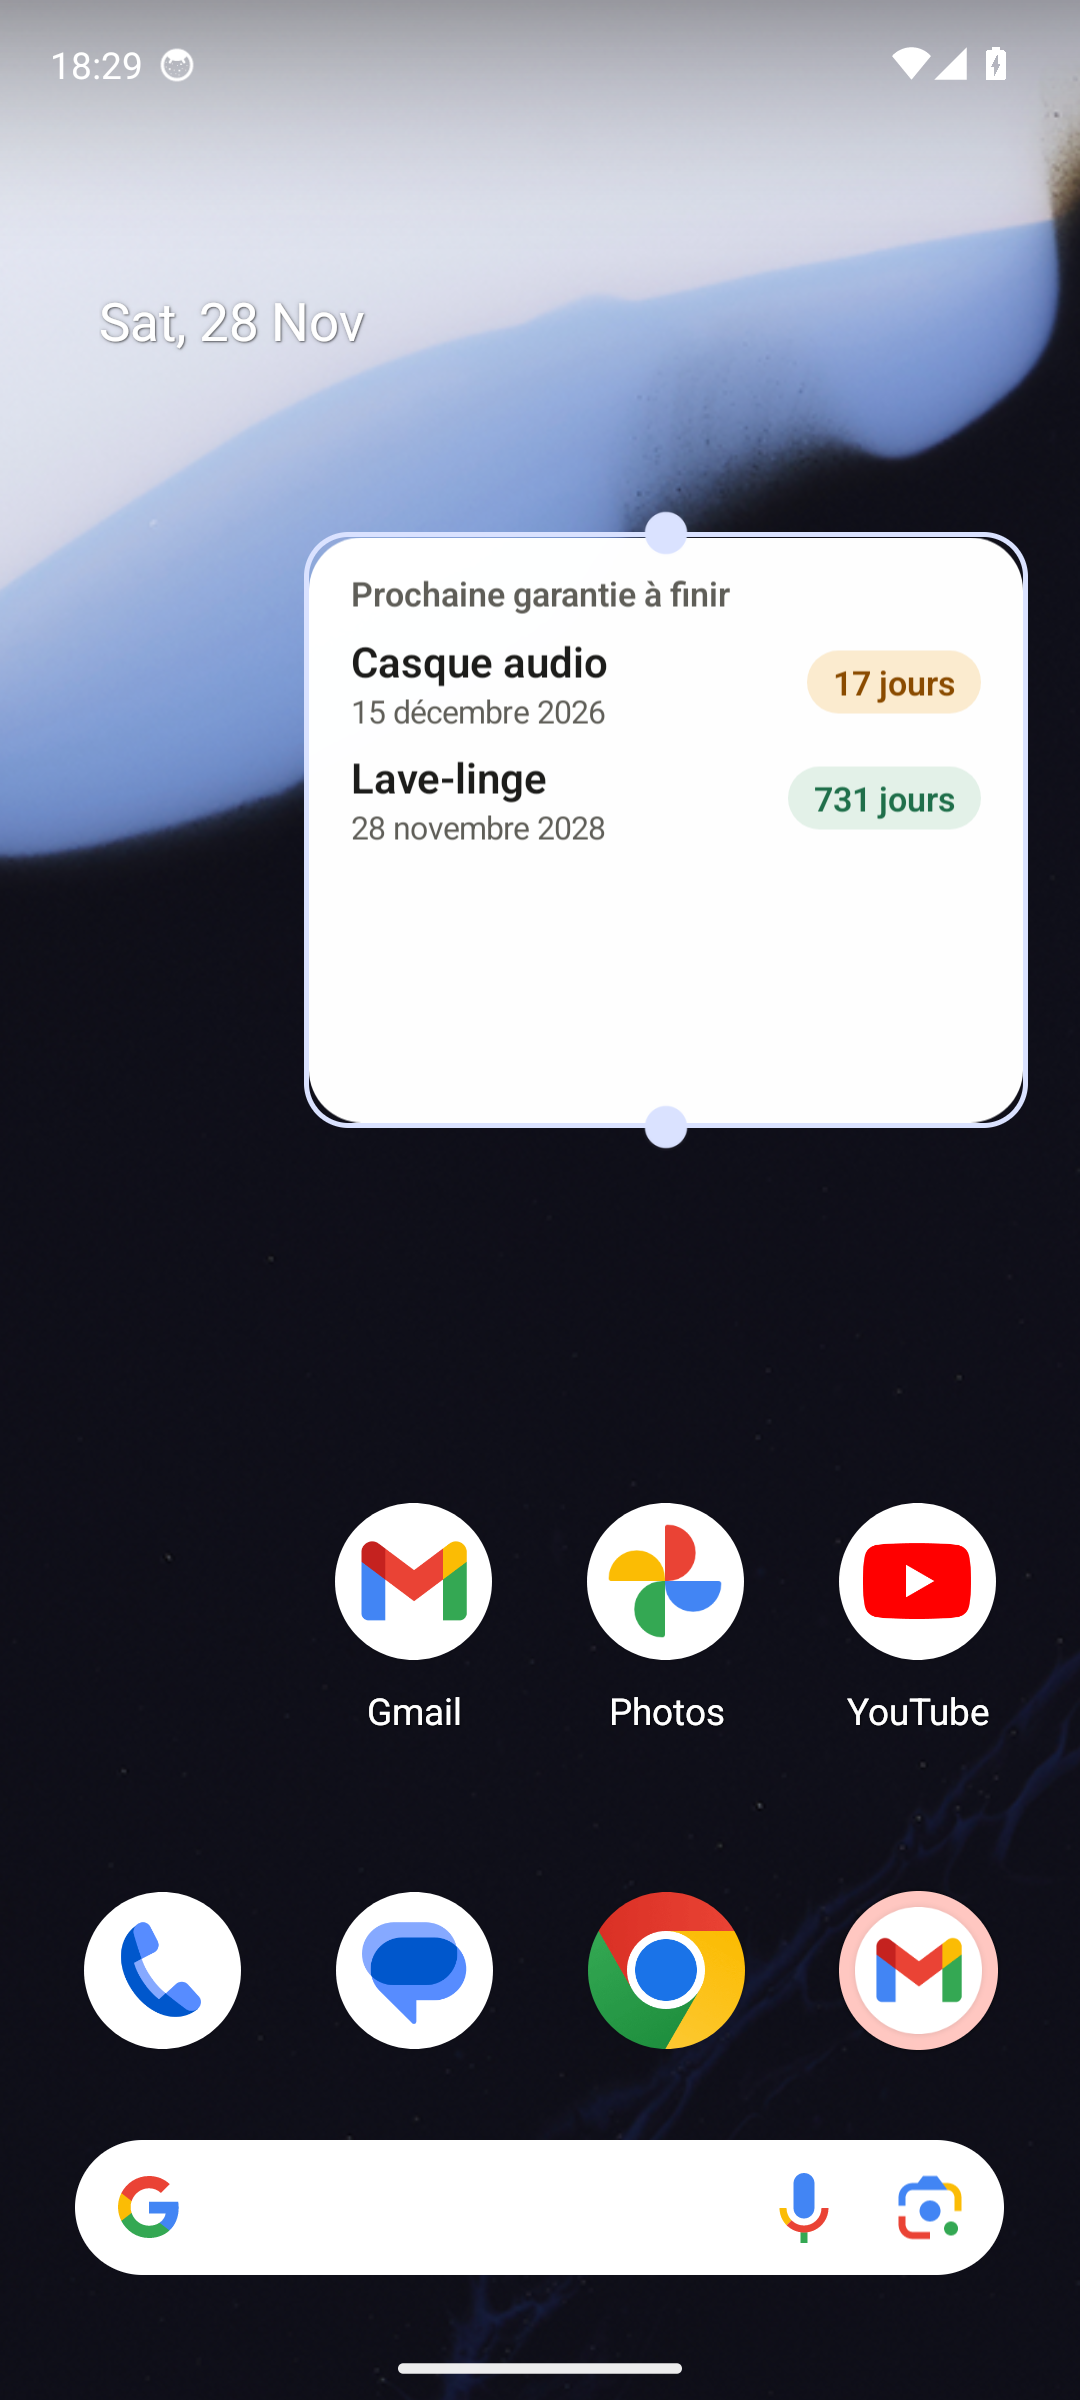 18:29
Sat, 28 Nov
Prochaine garantie à finir
Casque audio
17 jours
15 décembre 2026
Lave-linge
731 jours
28 novembre 2028
Gmail
Photos
YouTube